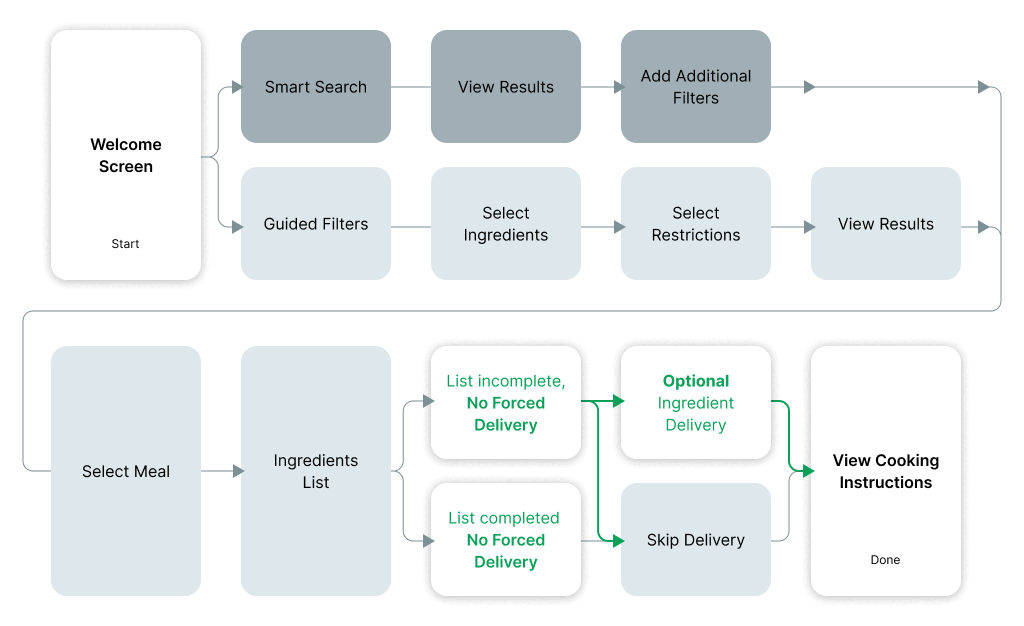 Welcome
Screen
Start
Smart Search
View Results
Add Additional
Filters
Guided Filters
Select
Ingredients
Select
Restrictions
View Results
Select Meal
Ingredients
List
List incomplete,
No Forced
Delivery
List completed
No Forced
Delivery
Optional
Ingredient
Delivery
Skip Delivery
View Cooking
Instructions
Done